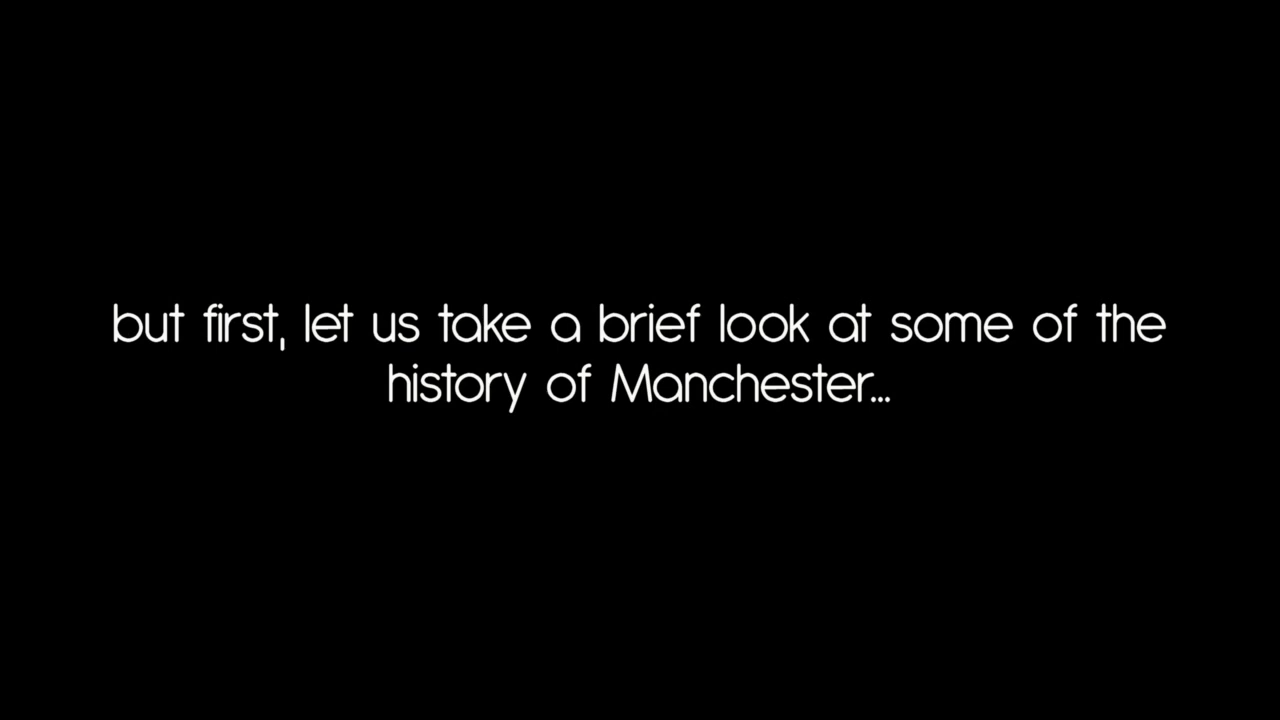 but first, let us take a brief look at some of the
history of Manchester...